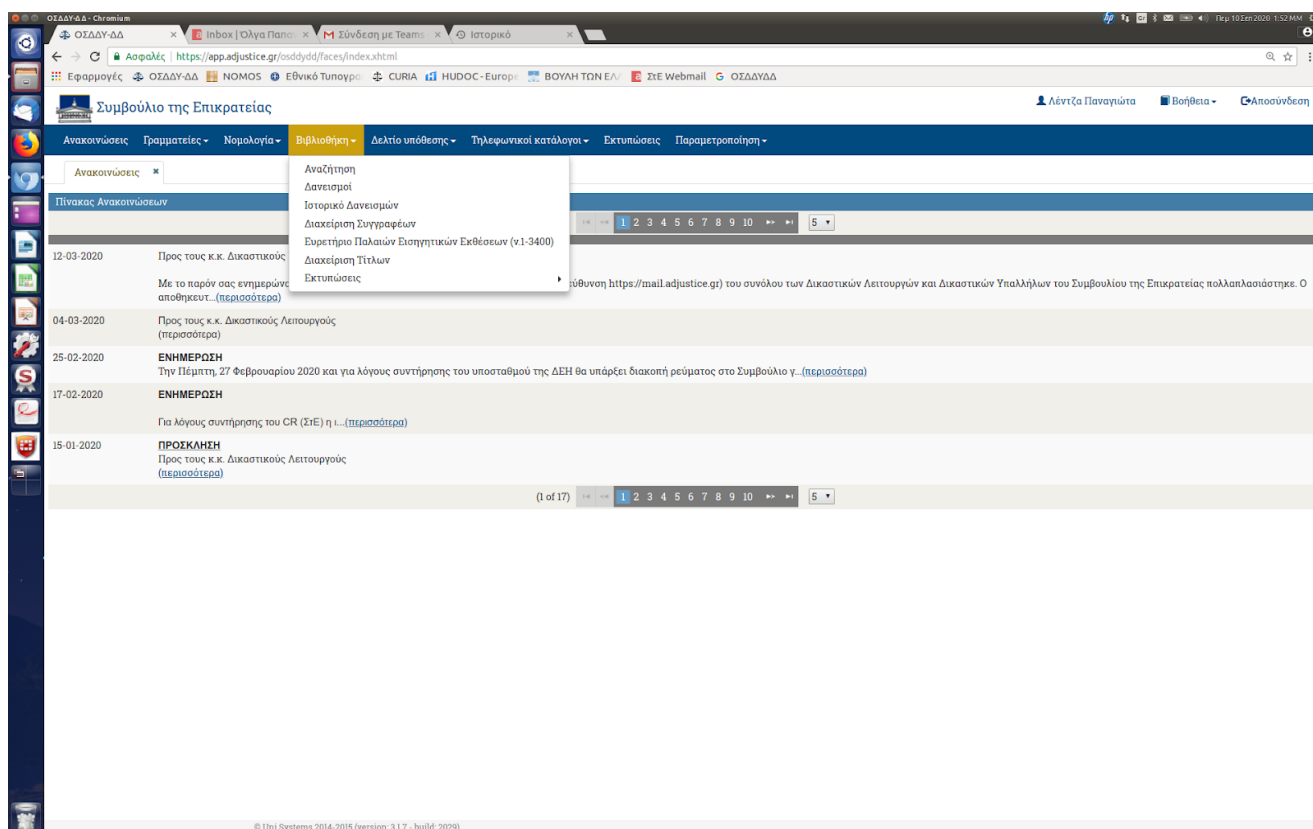 ΟΣΔΔΥ-ΔΔ - Chromium
Gr Πεμ 10 Σεπ 2020 1:52 ΜΜ
ΟΣΔΔΥ-ΔΔ × Inbox | Όλγα Παπο × Σύνδεση με Teams × Ιστορικό ×
Ασφαλές | https://app.adjustice.gr/osddydd/faces/index.xhtml
Εφαρμογές ΟΣΔΔΥ-ΔΔ NOMOS Εθνικό Τυπογρα CURIA HUDOC - Europe ΒΟΥΛΗ ΤΩΝ ΕΛ ΣτΕ Webmail ΟΣΔΔΥΔΔ
Συμβούλιο της Επικρατείας Λέντζα Παναγιώτα Βοήθεια Αποσύνδεση
Ανακοινώσεις Γραμματείες Νομολογία Βιβλιοθήκη Δελτίο υπόθεσης Τηλεφωνικοί κατάλογοι Εκτυπώσεις Παραμετροποίηση
Ανακοινώσεις ×
Αναζήτηση
Δανεισμοί
Ιστορικό Δανεισμών
Διαχείριση Συγγραφέων
Ευρετήριο Παλαιών Εισηγητικών Εκθέσεων (ν.1-3400)
Διαχείριση Τίτλων
Εκτυπώσεις
Πίνακας Ανακοινώσεων
1 2 3 4 5 6 7 8 9 10 5
12-03-2020 Προς τους κ.κ. Δικαστικούς
Με το παρόν σας ενημερώνο ύθυνση https://mail.adjustice.gr) του συνόλου των Δικαστικών Λειτουργών και Δικαστικών Υπαλλήλων του Συμβουλίου της Επικρατείας πολλαπλασιάστηκε. Ο
αποθηκευτ...(περισσότερα)
04-03-2020 Προς τους κ.κ. Δικαστικούς Λειτουργούς
(περισσότερα)
25-02-2020 ΕΝΗΜΕΡΩΣΗ
Την Πέμπτη, 27 Φεβρουαρίου 2020 και για λόγους συντήρησης του υποσταθμού της ΔΕΗ θα υπάρξει διακοπή ρεύματος στο Συμβούλιο γ...(περισσότερα)
17-02-2020 ΕΝΗΜΕΡΩΣΗ
Για λόγους συντήρησης του CR (ΣτΕ) η ι...(περισσότερα)
15-01-2020 ΠΡΟΣΚΛΗΣΗ
Προς τους κ.κ. Δικαστικούς Λειτουργούς
(περισσότερα)
(1 of 17) 1 2 3 4 5 6 7 8 9 10 5
© Uni Systems 2014-2015 (version: 3.1.7 - build: 2029)